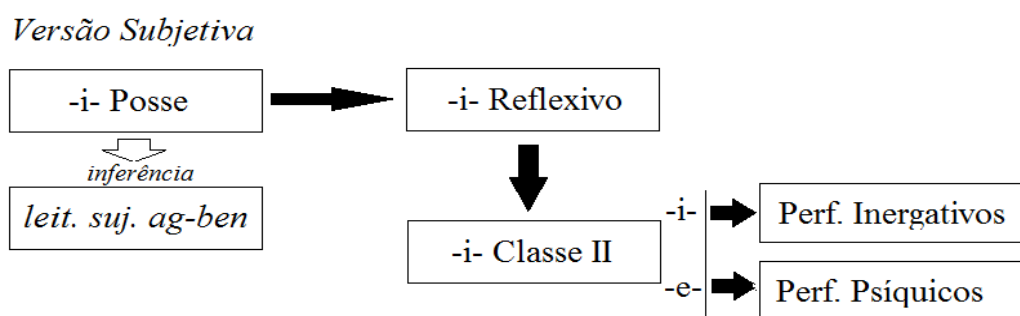 Versão Subjetiva
-i- Posse
-i- Reflexivo
inferência
leit. suj. ag-ben
-i- Classe II
-i-
Perf. Inergativos
-e-
Perf. Psíquicos